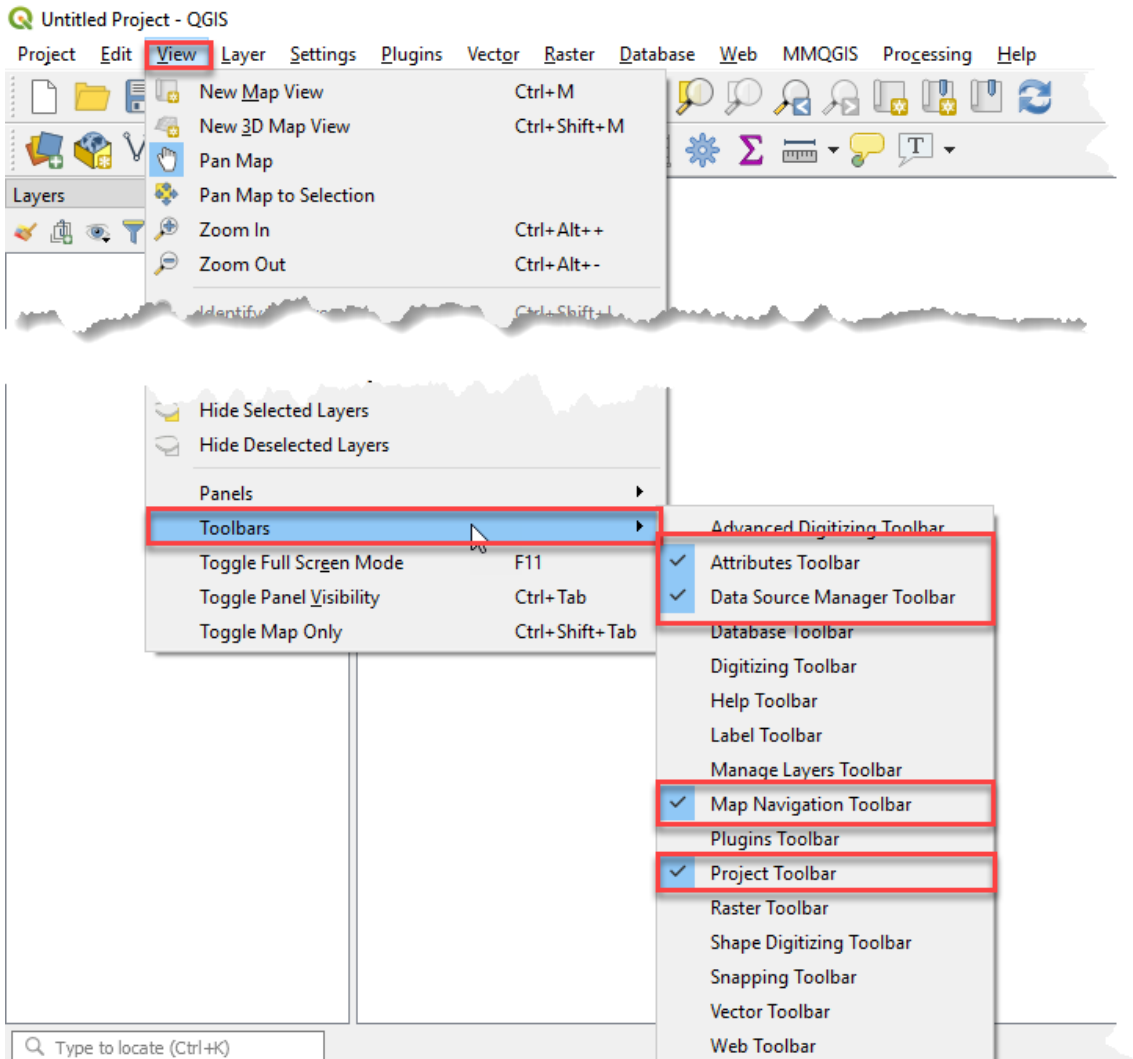 Untitled Project - QGIS
Project Edit View Layer Settings Plugins Vector Raster Database Web MMQGIS Processing Help
New Map View Ctrl+M
New 3D Map View Ctrl+Shift+M
Pan Map
Layers
Pan Map to Selection
Zoom In Ctrl+Alt++
Zoom Out Ctrl+Alt+-
Identify
Hide Selected Layers
Hide Deselected Layers
Panels
Toolbars
Toggle Full Screen Mode F11
Toggle Panel Visibility Ctrl+Tab
Toggle Map Only Ctrl+Shift+Tab
Advanced Digitizing Toolbar
Attributes Toolbar
Data Source Manager Toolbar
Database Toolbar
Digitizing Toolbar
Help Toolbar
Label Toolbar
Manage Layers Toolbar
Map Navigation Toolbar
Plugins Toolbar
Project Toolbar
Raster Toolbar
Shape Digitizing Toolbar
Snapping Toolbar
Vector Toolbar
Web Toolbar
Type to locate (Ctrl+K)